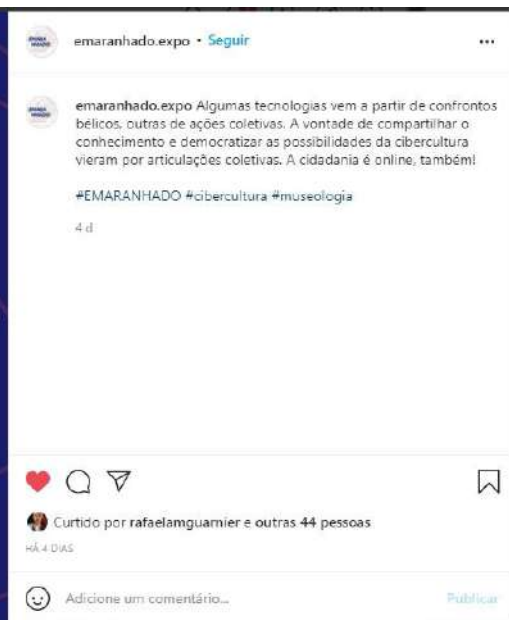 emaranhado.expo • Seguir
emaranhado.expo Algumas tecnologias vem a partir de confrontos
bélicos, outras de ações coletivas. A vontade de compartilhar o
conhecimento e democratizar as possibilidades da cibercultura
vieram por articulações coletivas. A cidadania é online, também!
#EMARANHADO #cibercultura #museologia
4 d
Curtido por rafaelamguarnier e outras 44 pessoas
HÁ 4 DIAS
Adicione um comentário...
Publicar